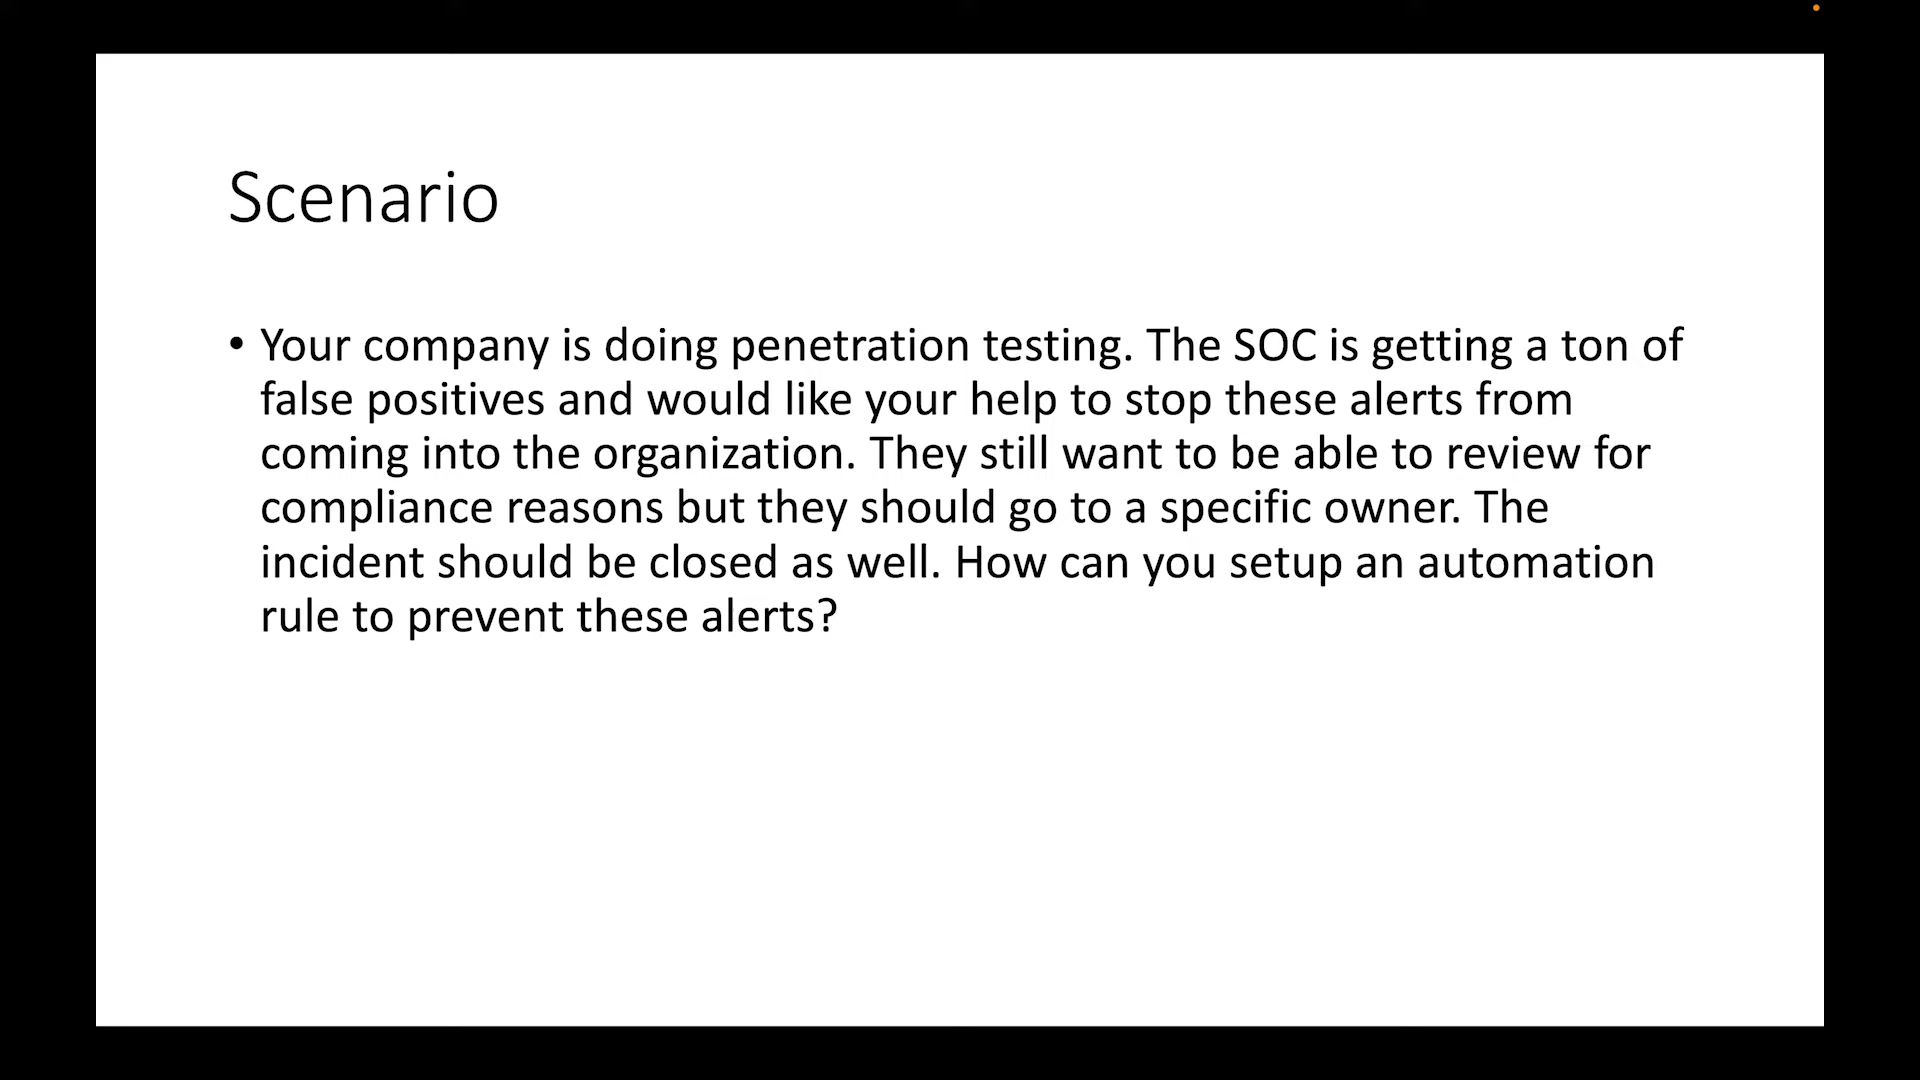 Scenario
• Your company is doing penetration testing. The SOC is getting a ton of
false positives and would like your help to stop these alerts from
coming into the organization. They still want to be able to review for
compliance reasons but they should go to a specific owner. The
incident should be closed as well. How can you setup an automation
rule to prevent these alerts?